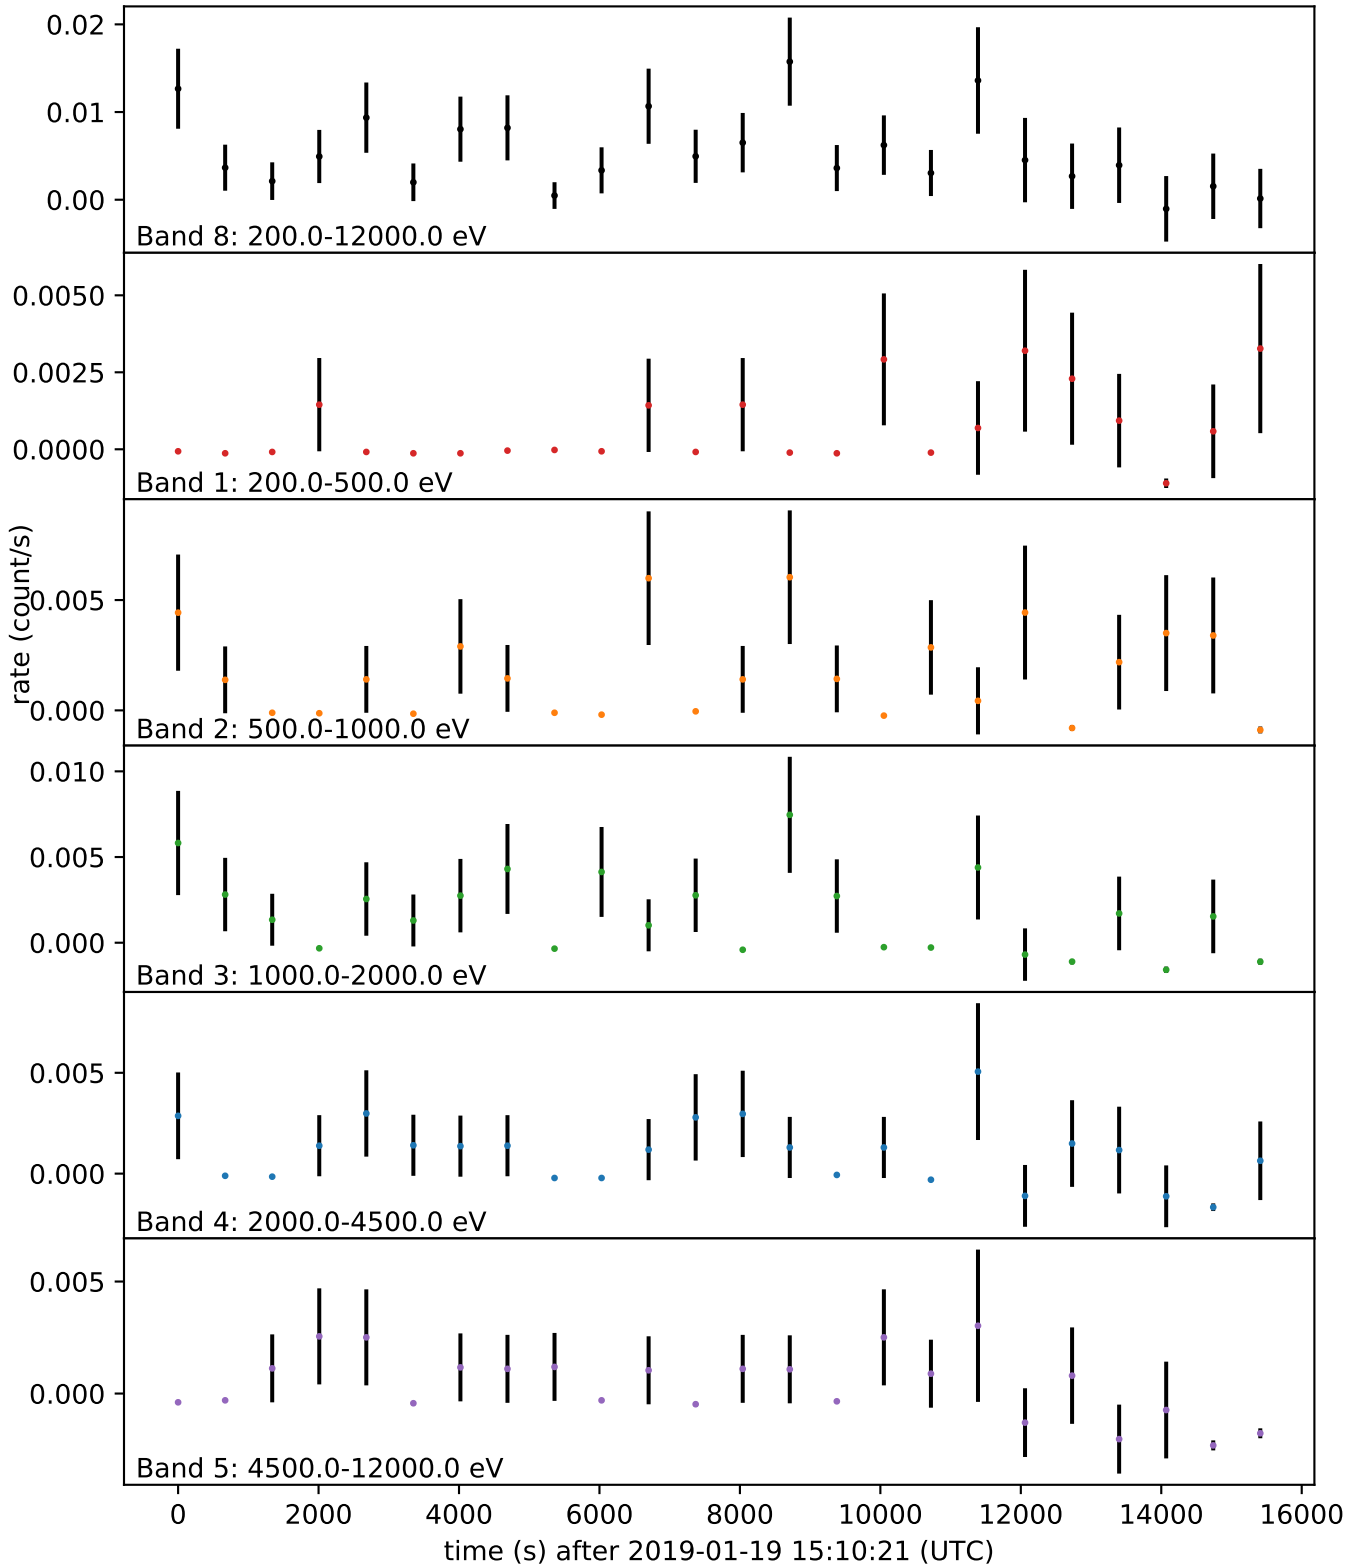 0.02
0.01
0.00
Band 8: 200.0-12000.0 eV
0.0050
0.0025
0.0000
Band 1: 200.0-500.0 eV
rate (count/s)
0.005
0.000
Band 2: 500.0-1000.0 eV
0.010
0.005
0.000
Band 3: 1000.0-2000.0 eV
0.005
0.000
Band 4: 2000.0-4500.0 eV
0.005
0.000
Band 5: 4500.0-12000.0 eV
0 2000 4000 6000 8000 10000 12000 14000 16000
time (s) after 2019-01-19 15:10:21 (UTC)